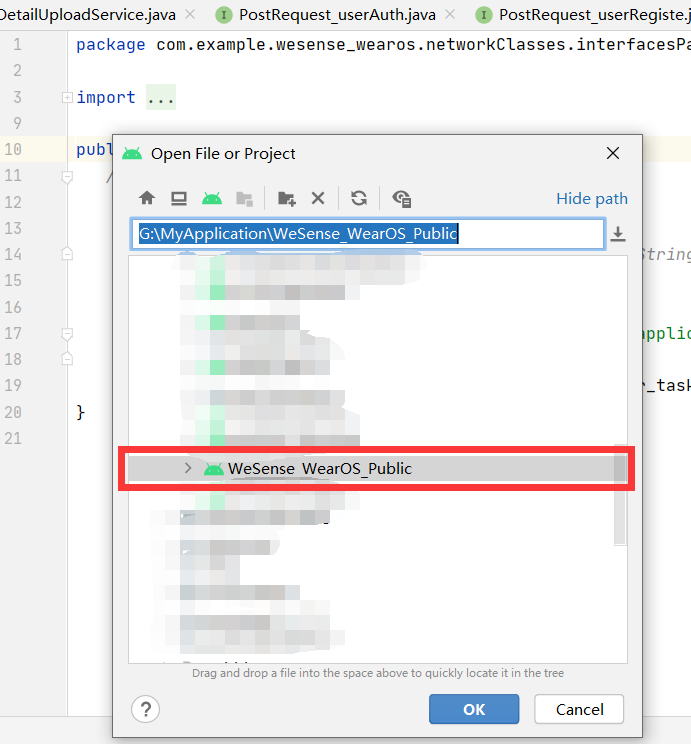 DetailUploadService.java PostRequest_userAuth.java PostRequest_userRegiste.j
1 package com.example.wesense_wearos.networkClasses.interfacesPa
2
3 import ...
9
10 publ
11 /
12
13
14 String
15
16
17 applic
18
19 r_task
20 }
21
Open File or Project
Hide path
G:\MyApplication\WeSense_WearOS_Public
WeSense_WearOS_Public
Drag and drop a file into the space above to quickly locate it in the tree
? OK Cancel